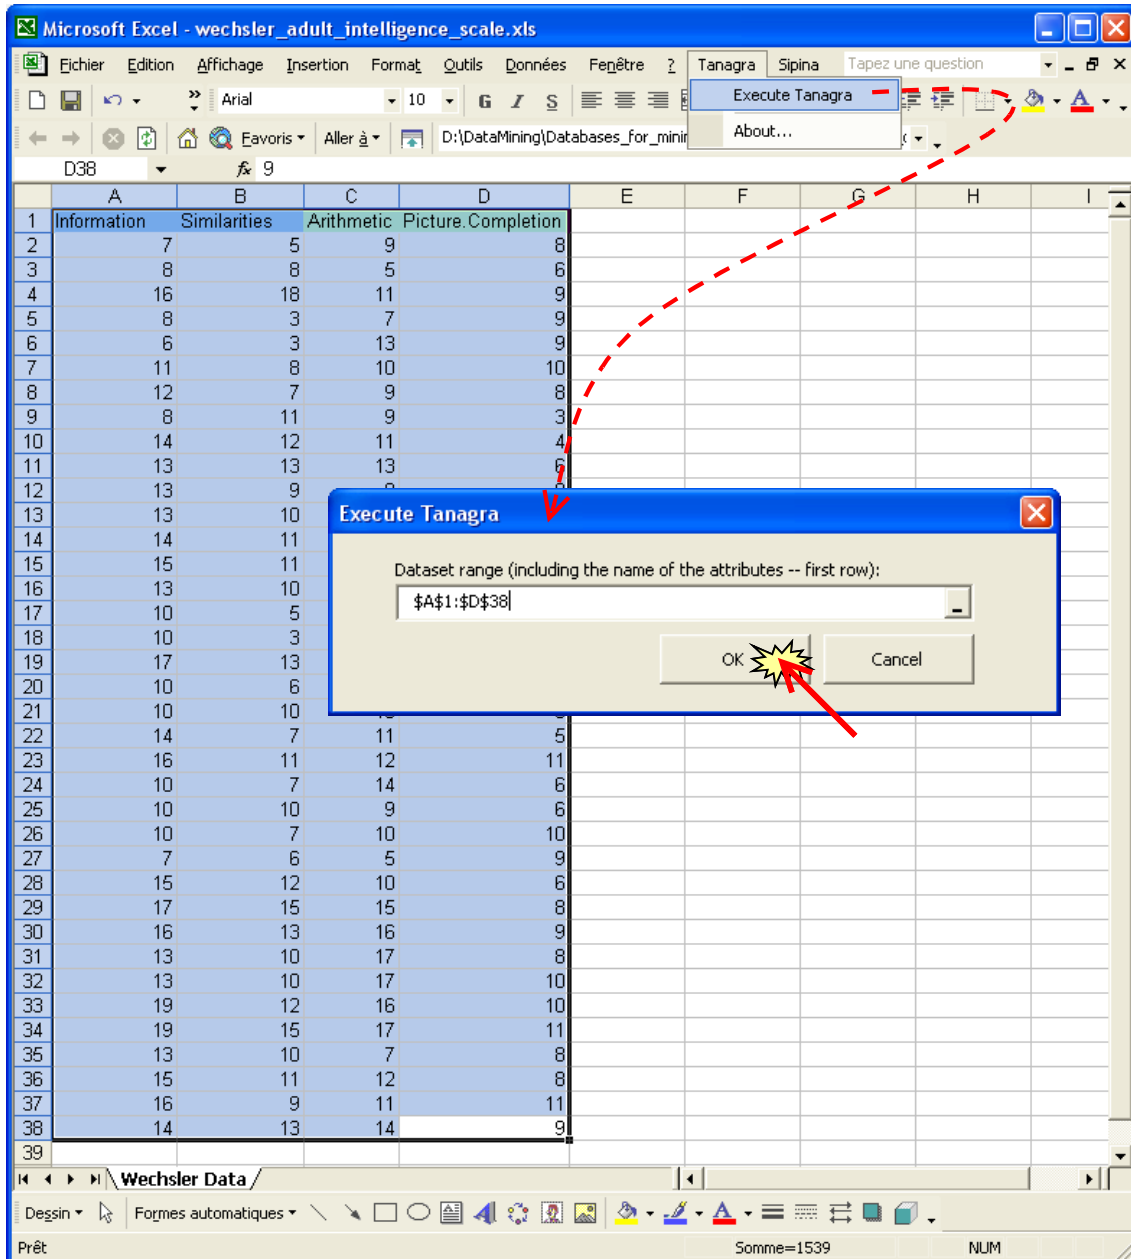 Microsoft Excel - wechsler_adult_intelligence_scale.xls
Fichier Edition Affichage Insertion Format Outils Données Fenêtre ? Tanagra Sipina Tapez une question
Arial 10 G I S Execute Tanagra
Favoris Aller à D:\DataMining\Databases_for_minin About...
D38 fx 9
A B C D E F G H I
1 Information Similarities Arithmetic Picture.Completion
2 7 5 9 8
3 8 8 5 6
4 16 18 11 9
5 8 3 7 9
6 6 3 13 9
7 11 8 10 10
8 12 7 9 8
9 8 11 9 3
10 14 12 11 4
11 13 13 13 6
12 13 9
13 13 10
14 14 11
15 15 11
16 13 10
17 10 5
18 10 3
19 17 13
20 10 6
21 10 10
Execute Tanagra
Dataset range (including the name of the attributes -- first row):
$A$1:$D$38
OK Cancel
22 14 7 11 5
23 16 11 12 11
24 10 7 14 6
25 10 10 9 6
26 10 7 10 10
27 7 6 5 9
28 15 12 10 6
29 17 15 15 8
30 16 13 16 9
31 13 10 17 8
32 13 10 17 10
33 19 12 16 10
34 19 15 17 11
35 13 10 7 8
36 15 11 12 8
37 16 9 11 11
38 14 13 14 9
39
Wechsler Data
Dessin Formes automatiques
Prêt Somme=1539 NUM